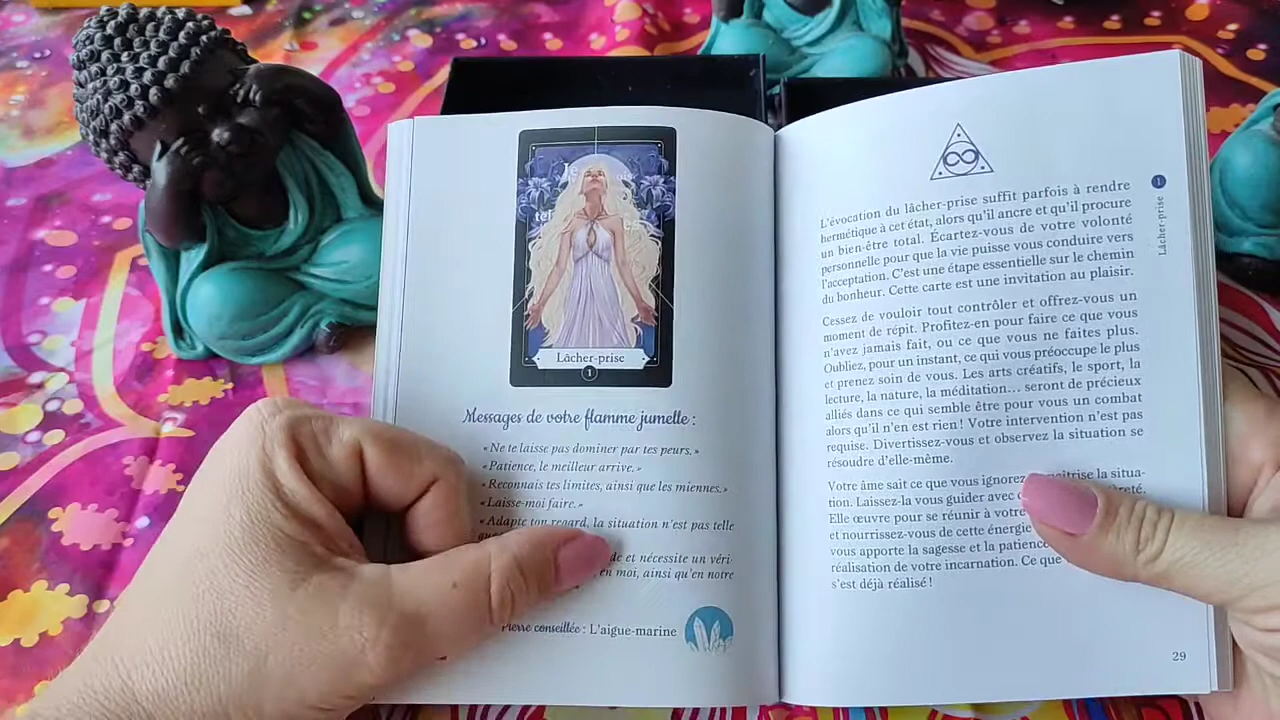 Je
ois
tel
Lâcher-prise
1
Messages de votre flamme jumelle :
« Ne te laisse pas dominer par tes peurs. »
« Patience, le meilleur arrive. »
« Reconnais tes limites, ainsi que les miennes. »
« Laisse-moi faire. »
« Adapte ton regard, la situation n'est pas telle
de et nécessite un véri-
en moi, ainsi qu'en notre
Pierre conseillée : L'aigue-marine
L'évocation du lâcher-prise suffit parfois à rendre
hermétique à cet état, alors qu'il ancre et qu'il procure
un bien-être total. Écartez-vous de votre volonté
personnelle pour que la vie puisse vous conduire vers
l'acceptation. C'est une étape essentielle sur le chemin
du bonheur. Cette carte est une invitation au plaisir.
Cessez de vouloir tout contrôler et offrez-vous un
moment de répit. Profitez-en pour faire ce que vous
n'avez jamais fait, ou ce que vous ne faites plus.
Oubliez, pour un instant, ce qui vous préoccupe le plus
et prenez soin de vous. Les arts créatifs, le sport, la
lecture, la nature, la méditation… seront de précieux
alliés dans ce qui semble être pour vous un combat
alors qu'il n'en est rien ! Votre intervention n'est pas
requise. Divertissez-vous et observez la situation se
résoudre d'elle-même.
Votre âme sait ce que vous ignorez maîtrise la situa-
tion. Laissez-la vous guider avec
Elle œuvre pour se réunir à votre
et nourrissez-vous de cette énergie
vous apporte la sagesse et la patience
réalisation de votre incarnation. Ce que
s'est déjà réalisé !
1
Lâcher-prise
29